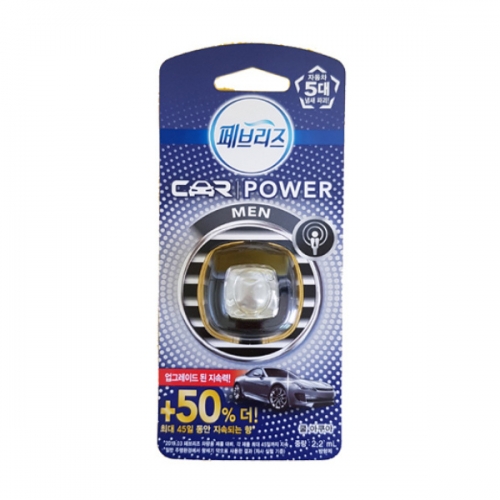 자동차
5대
냄새 제거!
페브리즈
CAR POWER
MEN
업그레이드 된 지속력!
+50% 더!
최대 45일 동안 지속되는 향*
쿨 아쿠아
용량: 2.2 mL